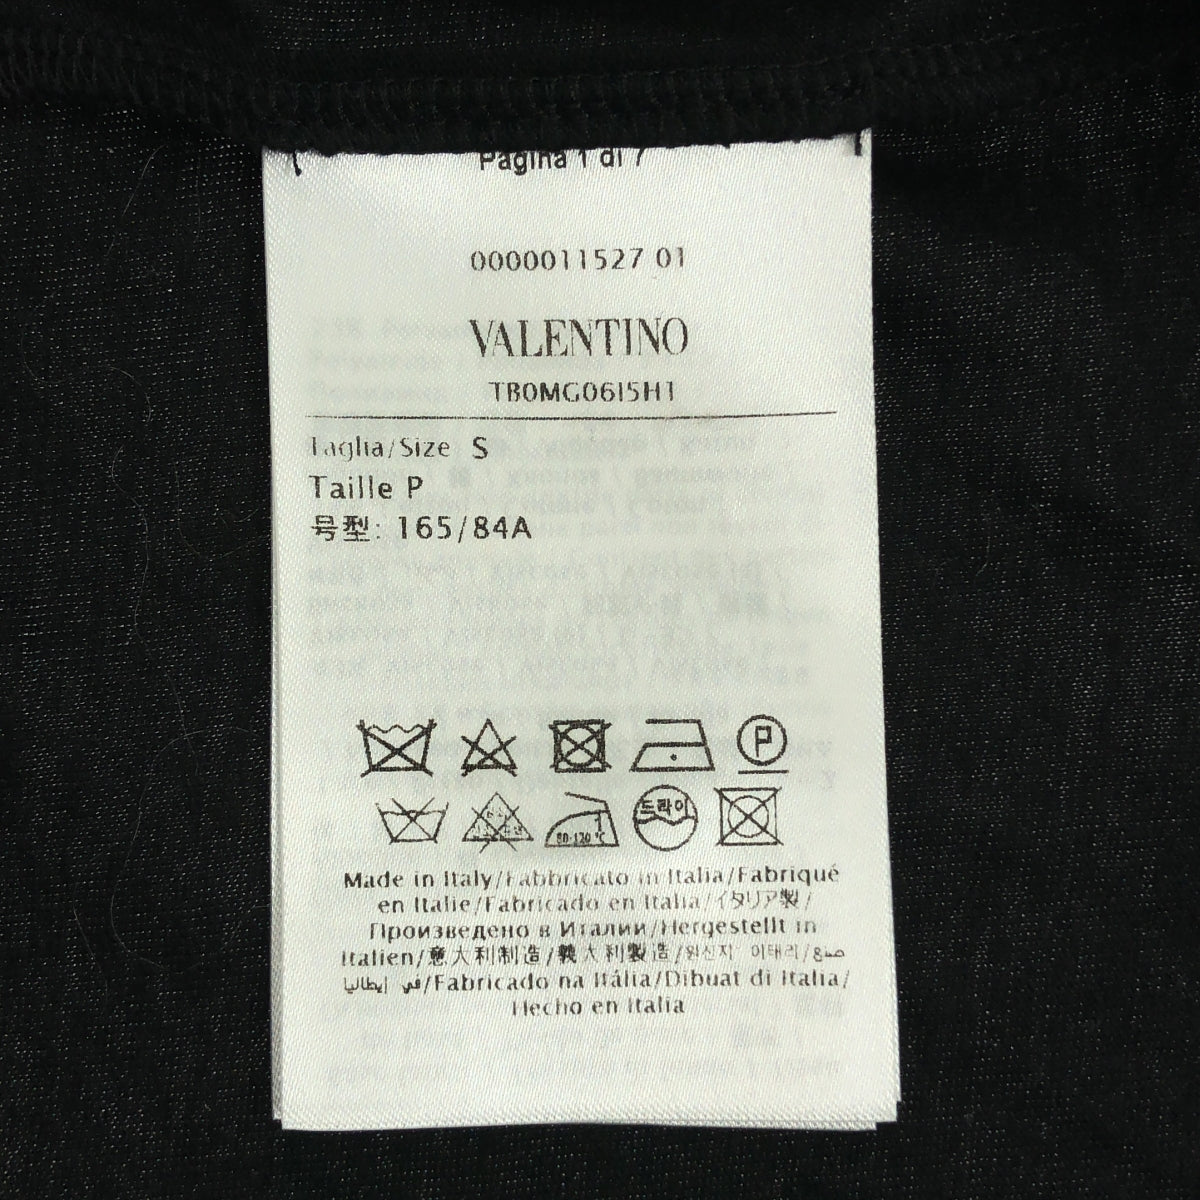 Pagina 1 di 7
0000011527 01
VALENTINO
TB0MG06I5H1
Taglia/Size S
Taille P
号型: 165/84A
P
드라이
80-120 °C
Made in Italy/Fabbricato in Italia/Fabriqué
en Italie/Fabricado en Italia/イタリア製/
Произведено в Италии/Hergestellt in
Italien/意大利制造/義大利製造/원산지 이태리/صنع
في إيطاليا/Fabricado na Itália/Dibuat di Italia/
Hecho en Italia